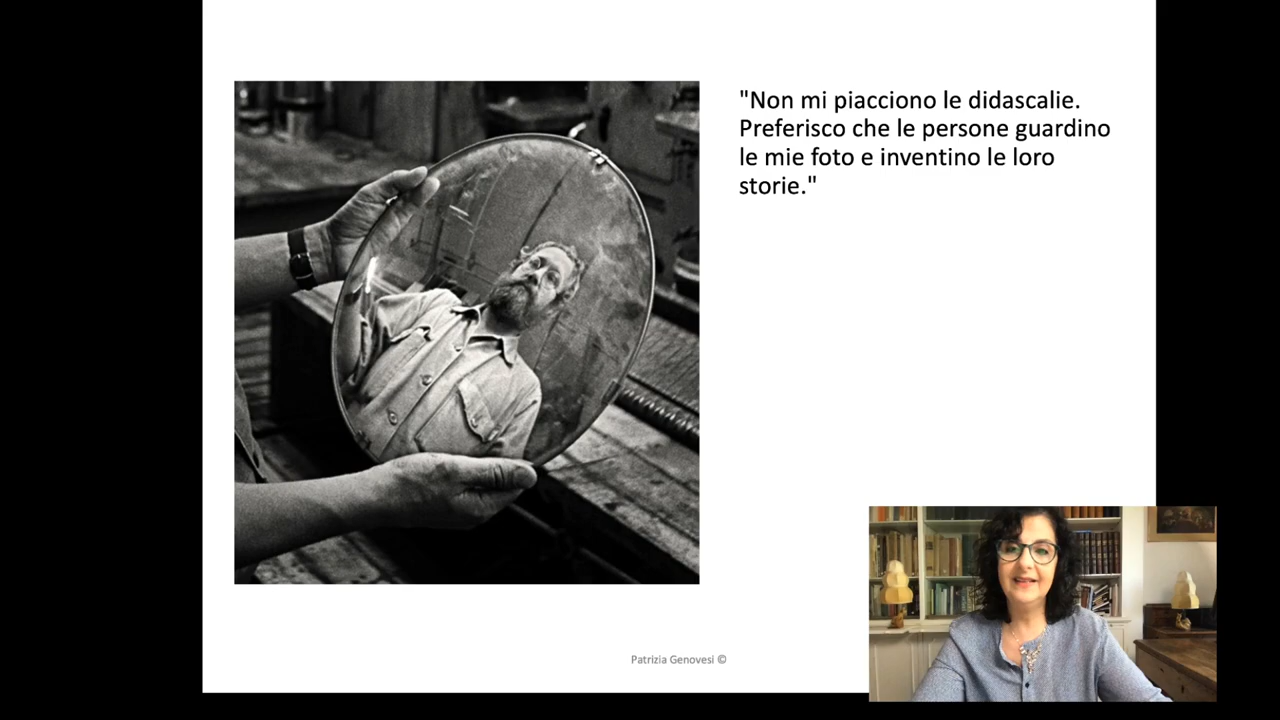 "Non mi piacciono le didascalie.
Preferisco che le persone guardino
le mie foto e inventino le loro
storie."
Patrizia Genovesi ©